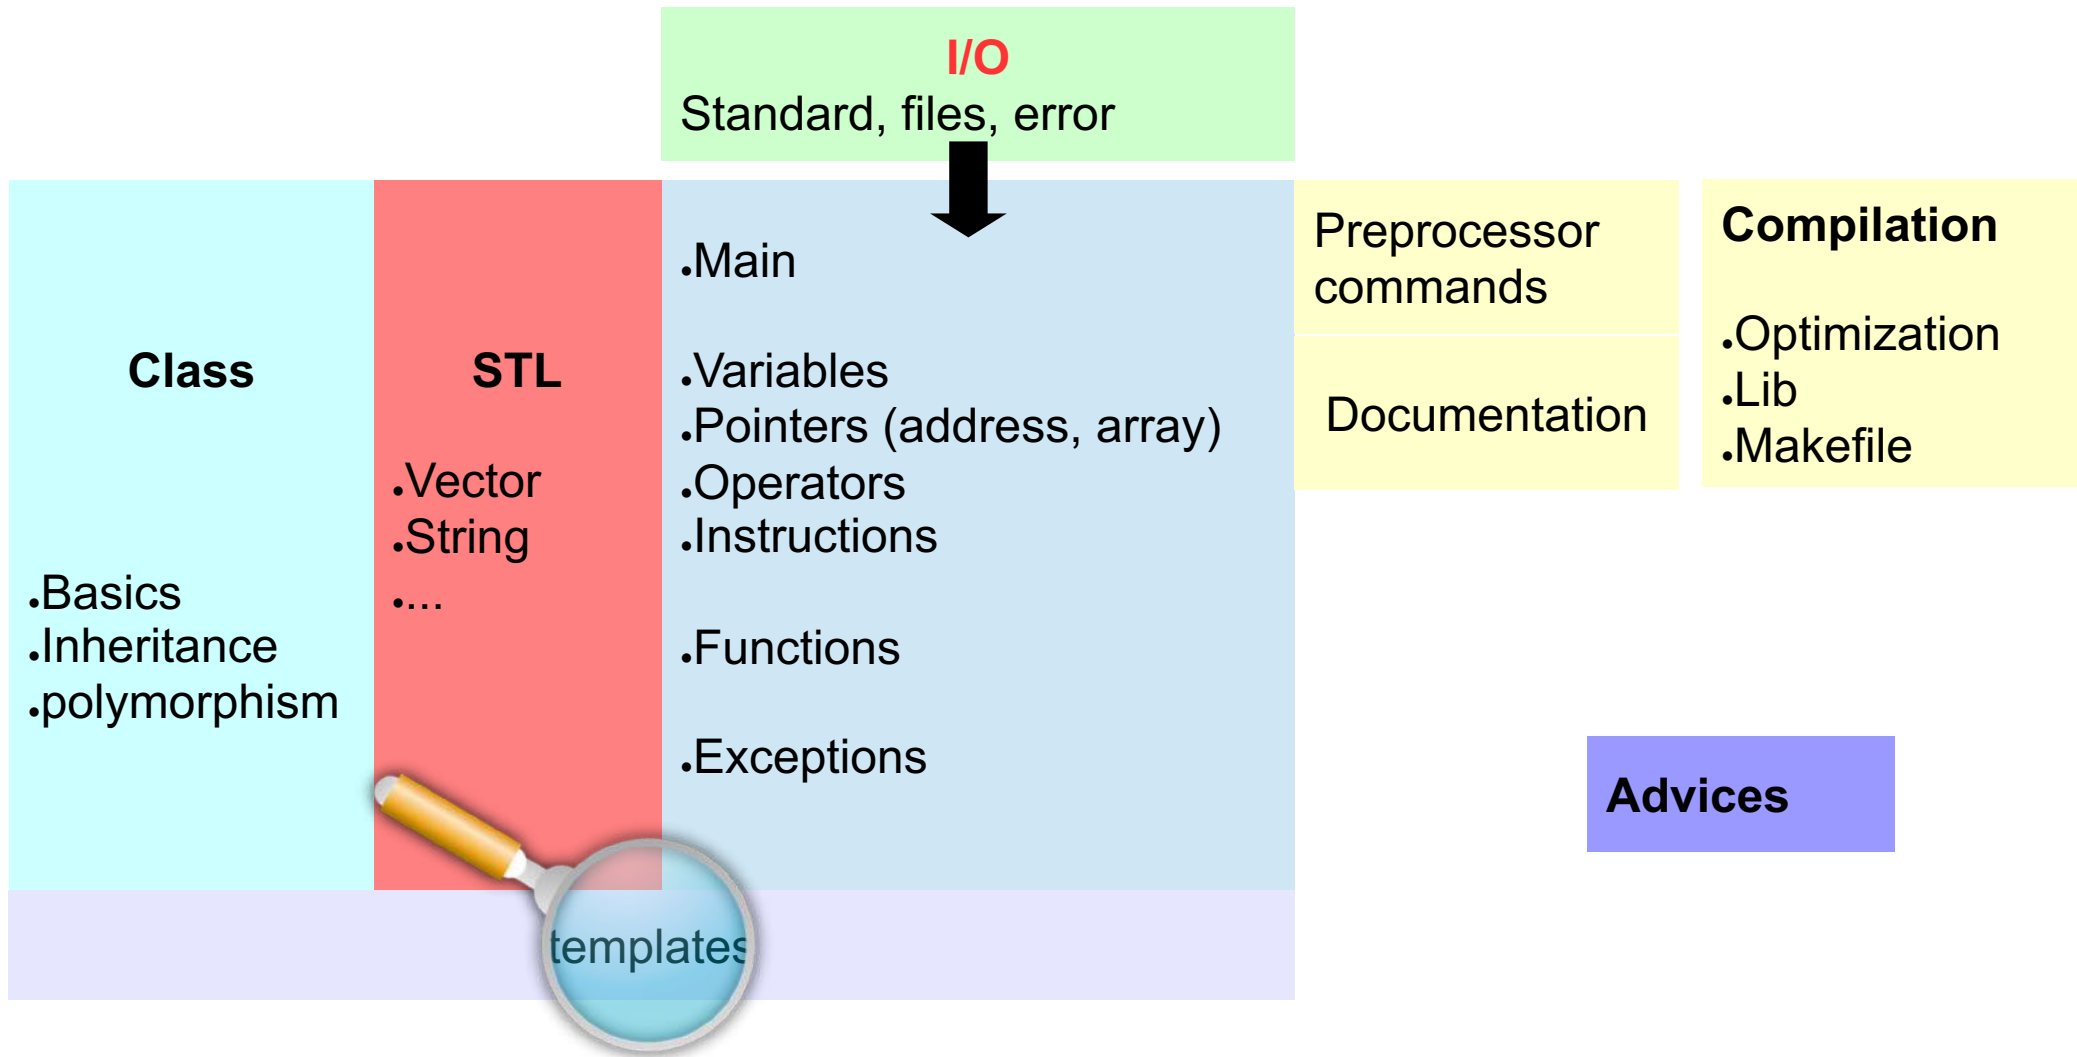 I/O
Standard, files, error
Class
●Basics
●Inheritance
●polymorphism
STL
●Vector
●String
●...
●Main
●Variables
●Pointers (address, array)
●Operators
●Instructions
●Functions
●Exceptions
Preprocessor
commands
Documentation
Compilation
●Optimization
●Lib
●Makefile
Advices
templates